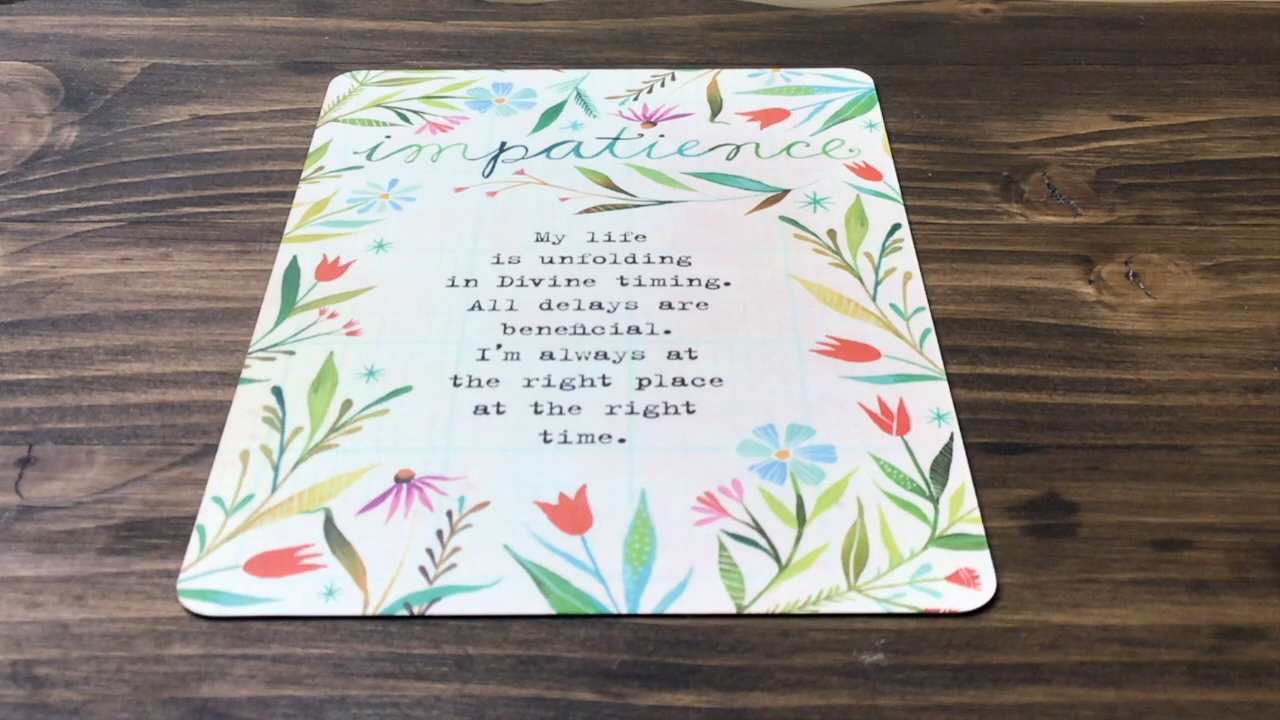 impatience
My life
is unfolding
in Divine timing.
All delays are
beneficial.
I'm always at
the right place
at the right
time.